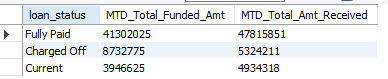 loan_status MTD_Total_Funded_Amt MTD_Total_Amt_Received
Fully Paid 41302025 47815851
Charged Off 8732775 5324211
Current 3946625 4934318